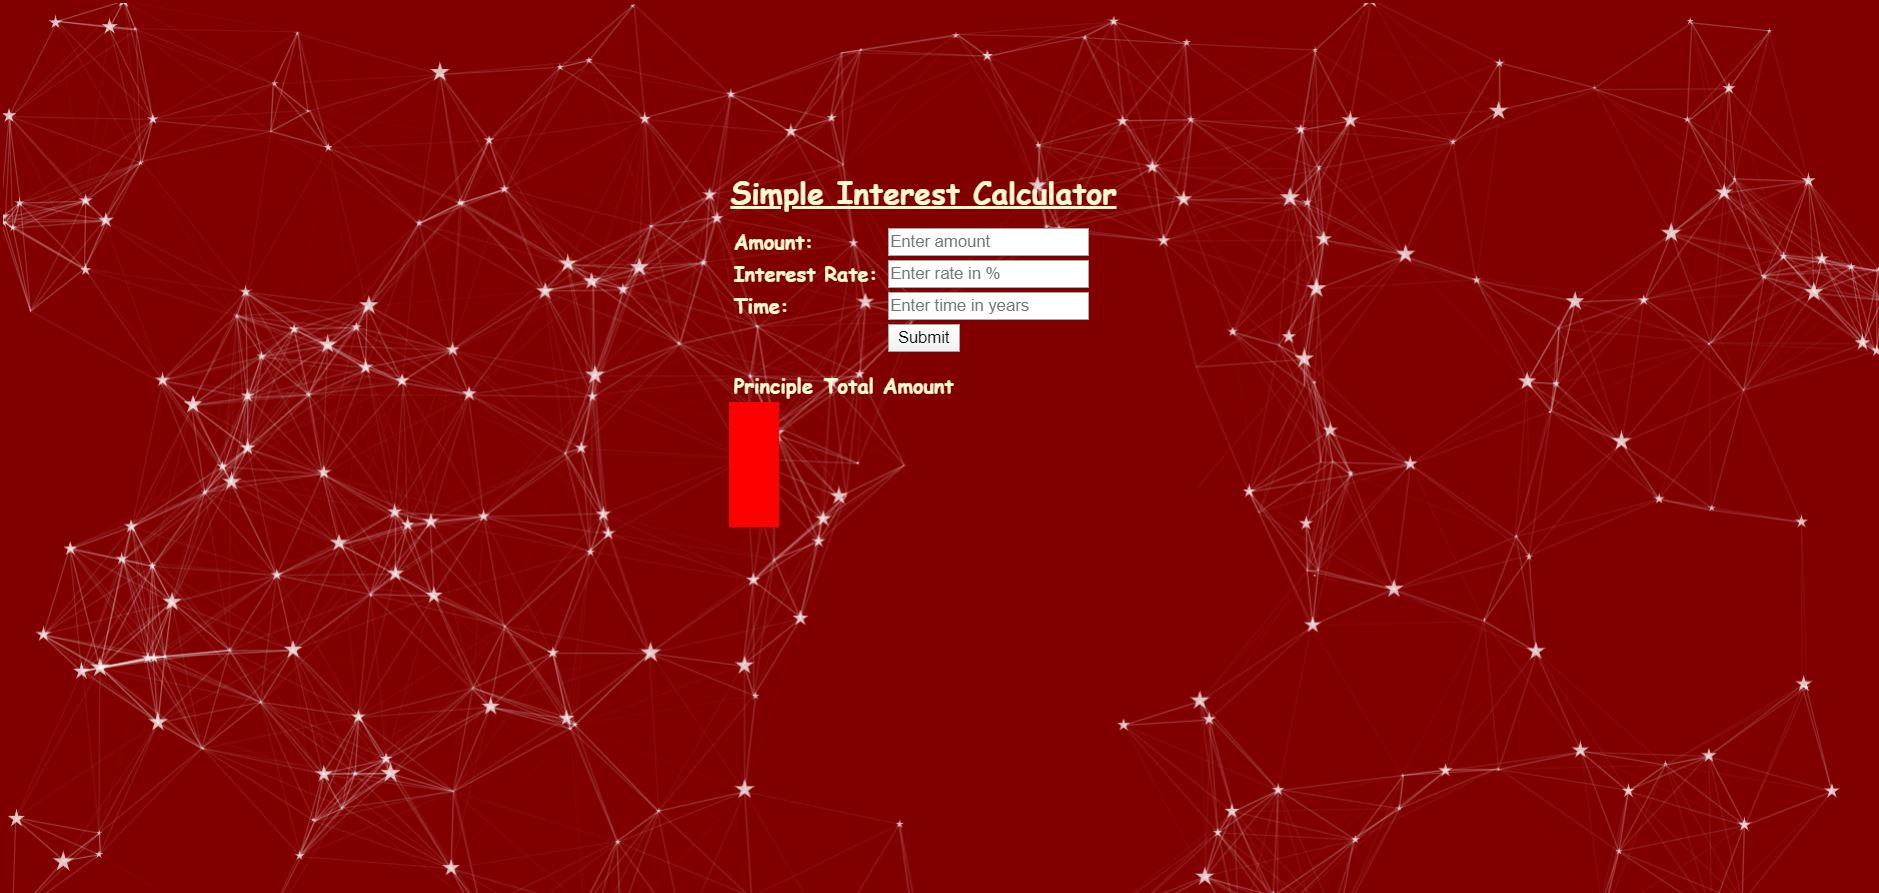 Simple Interest Calculator
Amount: Enter amount
Interest Rate: Enter rate in %
Time: Enter time in years
Submit
Principle Total Amount